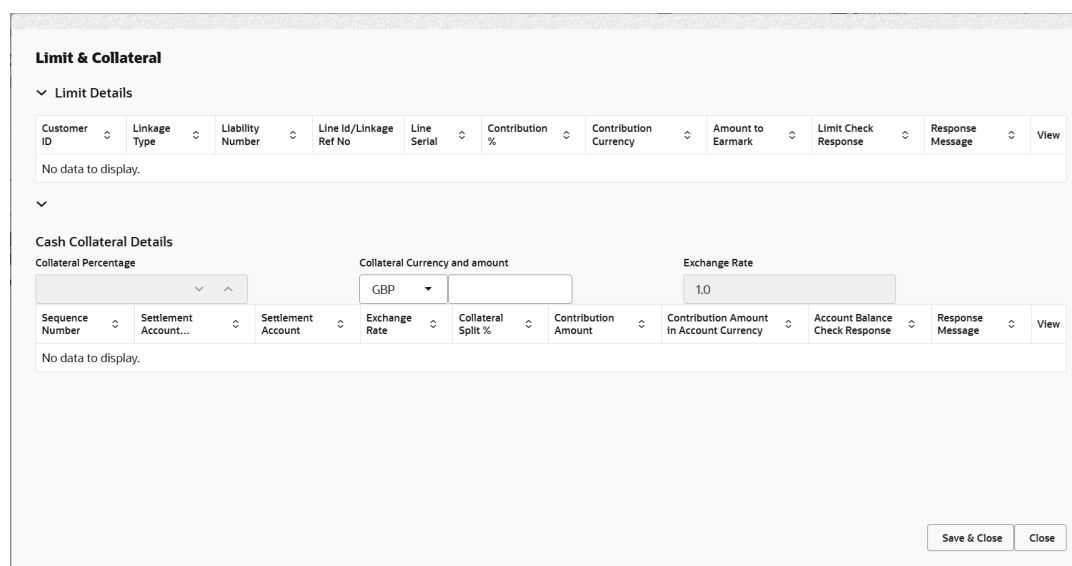 Limit & Collateral
Limit Details
Customer ID Linkage Type Liability Number Line Id/Linkage Ref No Line Serial Contribution % Contribution Currency Amount to Earmark Limit Check Response Response Message View
No data to display.
Cash Collateral Details
Collateral Percentage Collateral Currency and amount Exchange Rate
GBP 1.0
Sequence Number Settlement Account... Settlement Account Exchange Rate Collateral Split % Contribution Amount Contribution Amount in Account Currency Account Balance Check Response Response Message View
No data to display.
Save & Close Close